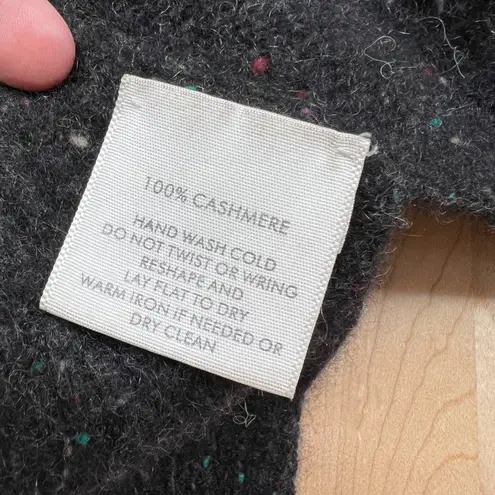 100% CASHMERE
HAND WASH COLD
DO NOT TWIST OR WRING
RESHAPE AND
LAY FLAT TO DRY
WARM IRON IF NEEDED OR
DRY CLEAN